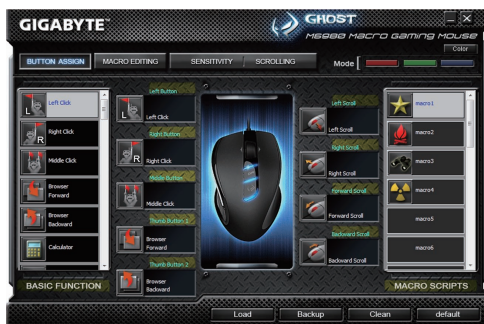 GIGABYTE™
GHOST
M6980 Macro Gaming Mouse
Color
BUTTON ASSIGN
MACRO EDITING
SENSITIVITY
SCROLLING
Mode
Left Click
Right Click
Middle Click
Browser
Forward
Browser
Backward
Calculator
BASIC FUNCTION
Left Button
L
Left Click
Right Button
R
Right Click
Middle Button
Middle Click
Thumb Button 1
Browser
Forward
Thumb Button 2
Browser
Backward
Left Scroll
Left Scroll
Right Scroll
Right Scroll
Forward Scroll
Forward Scroll
Backward Scroll
Backward Scroll
macro1
macro2
macro3
macro4
macro5
macro6
MACRO SCRIPTS
Load
Backup
Clean
default